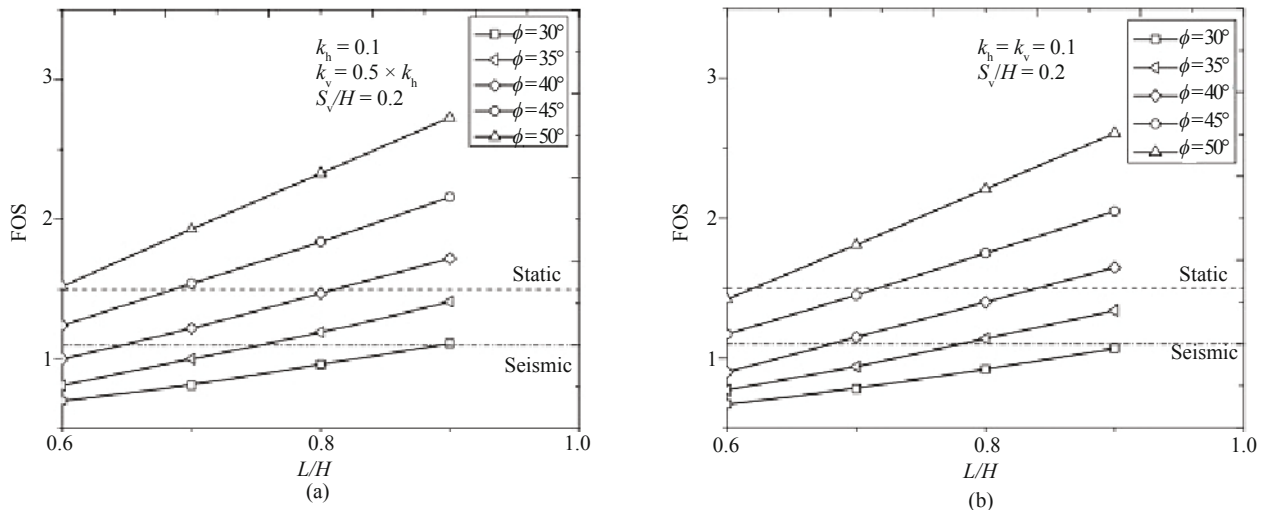 3
2
1
FOS
k_h = 0.1
k_v = 0.5 × k_h
S_v/H = 0.2
ϕ=30°
ϕ=35°
ϕ=40°
ϕ=45°
ϕ=50°
Static
Seismic
0.6
0.8
1.0
L/H
(a)
3
2
1
FOS
k_h = k_v = 0.1
S_v/H = 0.2
ϕ=30°
ϕ=35°
ϕ=40°
ϕ=45°
ϕ=50°
Static
Seismic
0.6
0.8
1.0
L/H
(b)